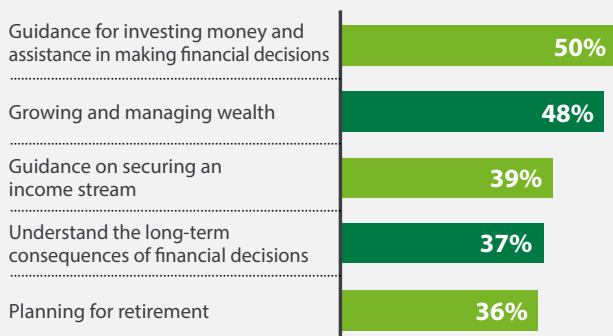 Guidance for investing money and
assistance in making financial decisions
50%
Growing and managing wealth
48%
Guidance on securing an
income stream
39%
Understand the long-term
consequences of financial decisions
37%
Planning for retirement
36%